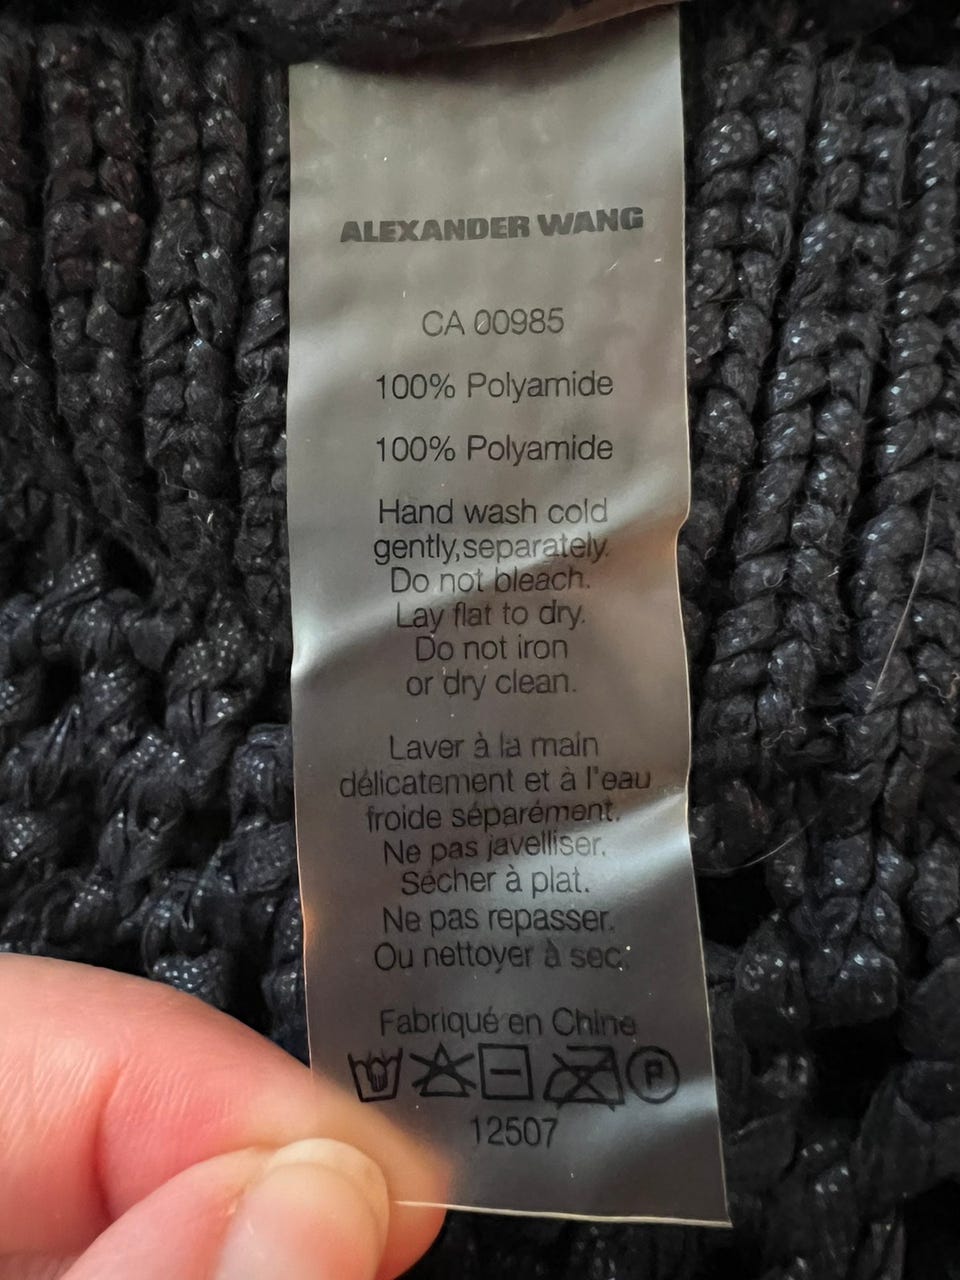 ALEXANDER WANG
CA 00985
100% Polyamide
100% Polyamide
Hand wash cold
gently,separately.
Do not bleach.
Lay flat to dry.
Do not iron
or dry clean.
Laver à la main
délicatement et à l'eau
froide séparément.
Ne pas javelliser.
Sécher à plat.
Ne pas repasser.
Ou nettoyer à sec.
Fabriqué en Chine
P
12507